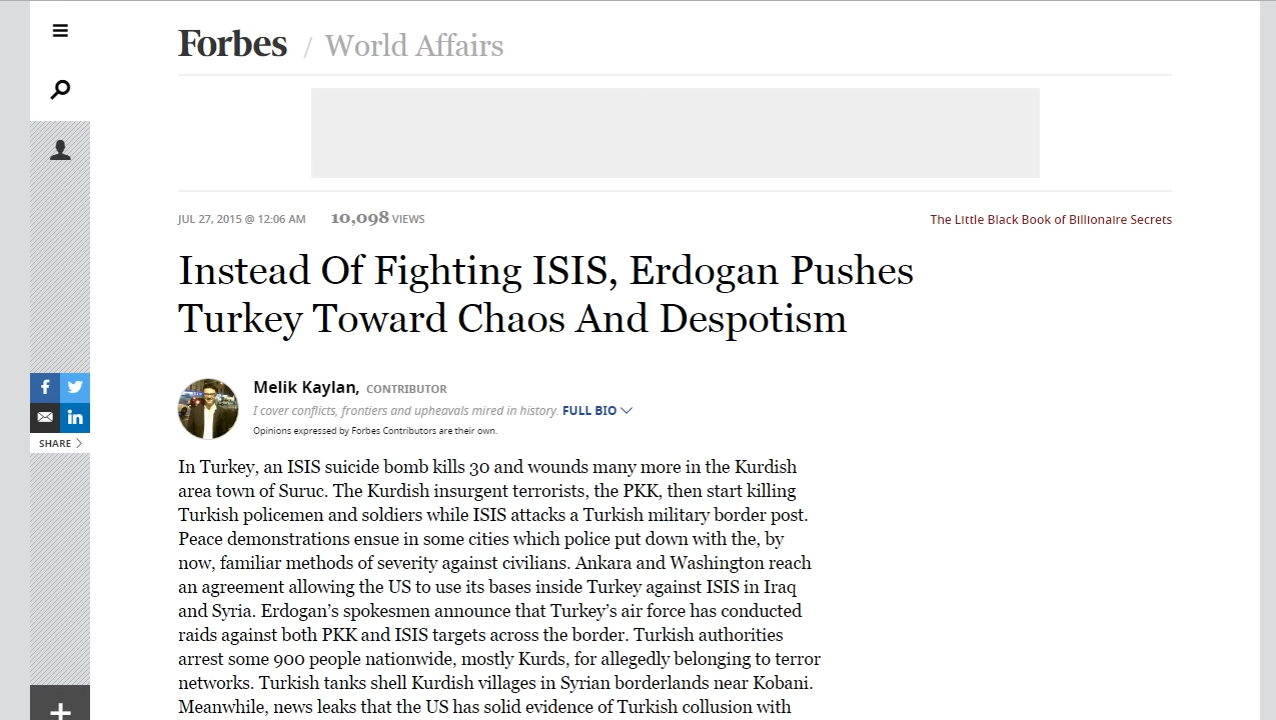 Forbes / World Affairs
JUL 27, 2015 @ 12:06 AM 10,098 VIEWS
The Little Black Book of Billionaire Secrets
Instead Of Fighting ISIS, Erdogan Pushes
Turkey Toward Chaos And Despotism
Melik Kaylan, CONTRIBUTOR
I cover conflicts, frontiers and upheavals mired in history. FULL BIO
Opinions expressed by Forbes Contributors are their own.
f
in
SHARE
In Turkey, an ISIS suicide bomb kills 30 and wounds many more in the Kurdish
area town of Suruc. The Kurdish insurgent terrorists, the PKK, then start killing
Turkish policemen and soldiers while ISIS attacks a Turkish military border post.
Peace demonstrations ensue in some cities which police put down with the, by
now, familiar methods of severity against civilians. Ankara and Washington reach
an agreement allowing the US to use its bases inside Turkey against ISIS in Iraq
and Syria. Erdogan’s spokesmen announce that Turkey’s air force has conducted
raids against both PKK and ISIS targets across the border. Turkish authorities
arrest some 900 people nationwide, mostly Kurds, for allegedly belonging to terror
networks. Turkish tanks shell Kurdish villages in Syrian borderlands near Kobani.
Meanwhile, news leaks that the US has solid evidence of Turkish collusion with